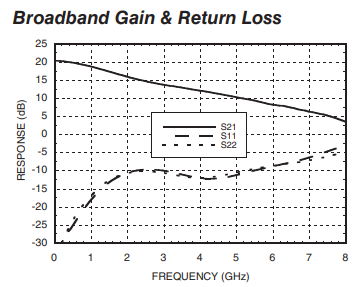 Broadband Gain & Return Loss
RESPONSE (dB)
25
20
15
10
5
0
-5
-10
-15
-20
-25
-30
S21
S11
S22
0 1 2 3 4 5 6 7 8
FREQUENCY (GHz)